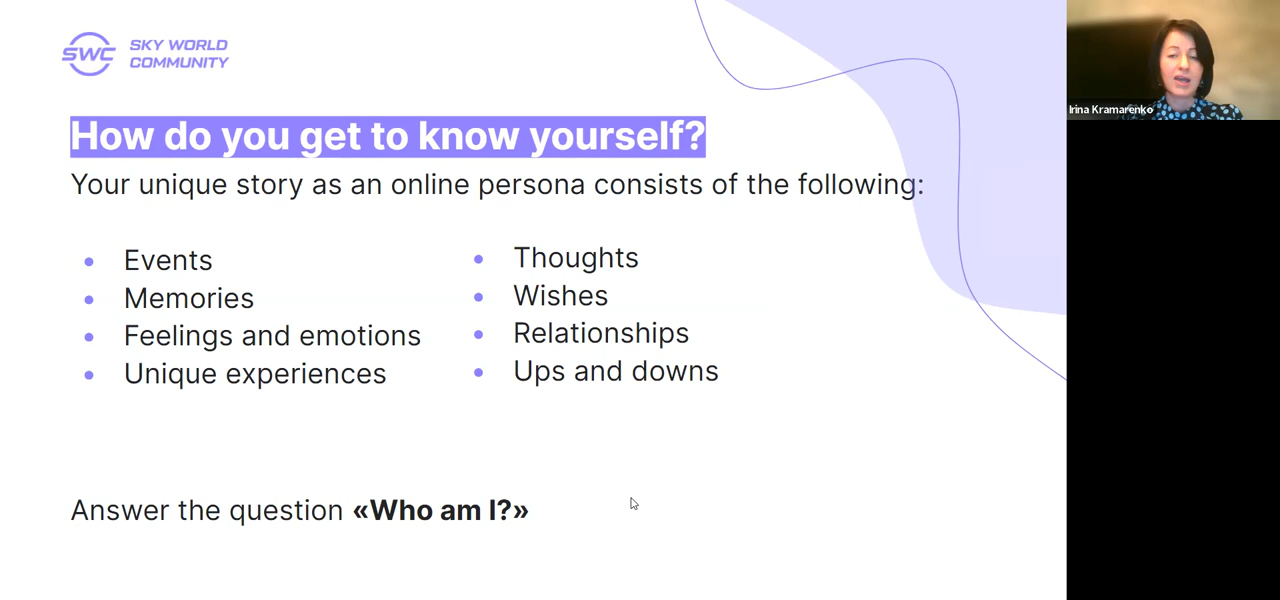 SWC
SKY WORLD
COMMUNITY
How do you get to know yourself?
Your unique story as an online persona consists of the following:
Events
Memories
Feelings and emotions
Unique experiences
Thoughts
Wishes
Relationships
Ups and downs
Answer the question «Who am I?»
Irina Kramarenko